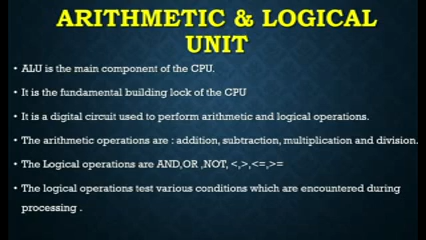 ARITHMETIC & LOGICAL
UNIT
• ALU is the main component of the CPU.
• It is the fundamental building lock of the CPU
• It is a digital circuit used to perform arithmetic and logical operations.
• The arithmetic operations are : addition, subtraction, multiplication and division.
• The Logical operations are AND,OR ,NOT, <,>,<=,>=
• The logical operations test various conditions which are encountered during
processing .